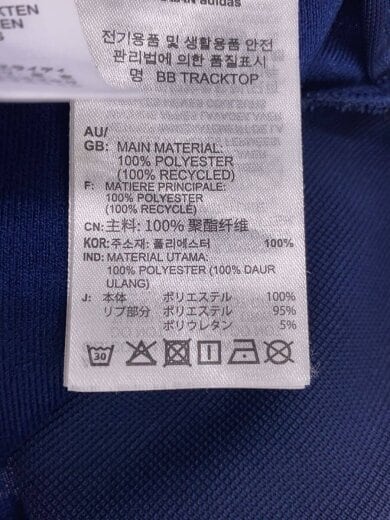 KTEN
EN
adidas
전기용품 및 생활용품 안전
관리법에 의한 품질표시
명 BB TRACKTOP
AU/
GB: MAIN MATERIAL:
100% POLYESTER
(100% RECYCLED)
F: MATIERE PRINCIPALE:
100% POLYESTER
(100% RECYCLE)
CN: 主料: 100% 聚酯纤维
KOR: 주소재: 폴리에스터 100%
IND: MATERIAL UTAMA:
100% POLYESTER (100% DAUR
ULANG)
J: 本体 ポリエステル 100%
リブ部分 ポリエステル 95%
ポリウレタン 5%
30